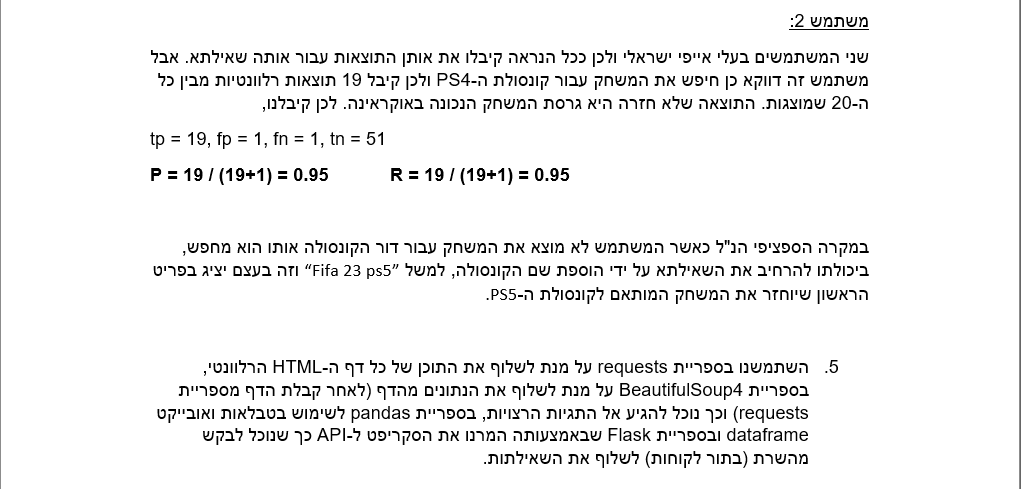 משתמש 2:
שני המשתמשים בעלי אייפי ישראלי ולכן ככל הנראה קיבלו את אותן התוצאות עבור אותה שאילתא. אבל
משתמש זה דווקא כן חיפש את המשחק עבור קונסולת ה-PS4 ולכן קיבל 19 תוצאות רלוונטיות מבין כל
ה-20 שמוצגות. התוצאה שלא חזרה היא גרסת המשחק הנכונה באוקראינה. לכן קיבלנו,
tp = 19, fp = 1, fn = 1, tn = 51
P = 19 / (19+1) = 0.95 R = 19 / (19+1) = 0.95
במקרה הספציפי הנ"ל כאשר המשתמש לא מוצא את המשחק עבור דור הקונסולה אותו הוא מחפש,
ביכולתו להרחיב את השאילתא על ידי הוספת שם הקונסולה, למשל "Fifa 23 ps5" וזה בעצם יציג בפריט
הראשון שיוחזר את המשחק המותאם לקונסולת ה-PS5.
5. השתמשנו בספריית requests על מנת לשלוף את התוכן של כל דף ה-HTML הרלוונטי,
בספריית BeautifulSoup4 על מנת לשלוף את הנתונים מהדף (לאחר קבלת הדף מספריית
requests) וכך נוכל להגיע אל התגיות הרצויות, בספריית pandas לשימוש בטבלאות ואובייקט
dataframe ובספריית Flask שבאמצעותה המרנו את הסקריפט ל-API כך שנוכל לבקש
מהשרת (בתור לקוחות) לשלוף את השאילתות.